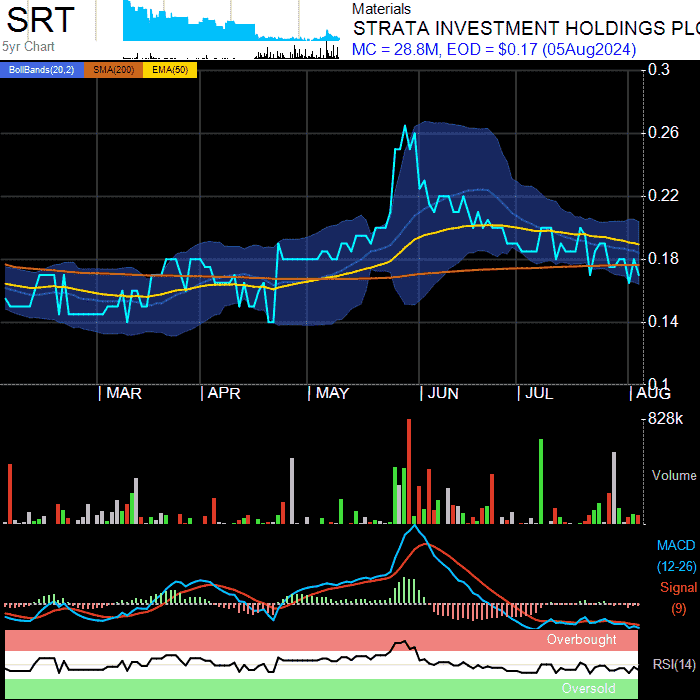 SRT
5yr Chart
Materials
STRATA INVESTMENT HOLDINGS PLC
MC = 28.8M, EOD = $0.17 (05Aug2024)
BollBands(20,2) SMA(200) EMA(50)
0.3
0.26
0.22
0.18
0.14
0.1
MAR APR MAY JUN JUL AUG
828k
Volume
MACD
(12-26)
Signal
(9)
Overbought
RSI(14)
Oversold